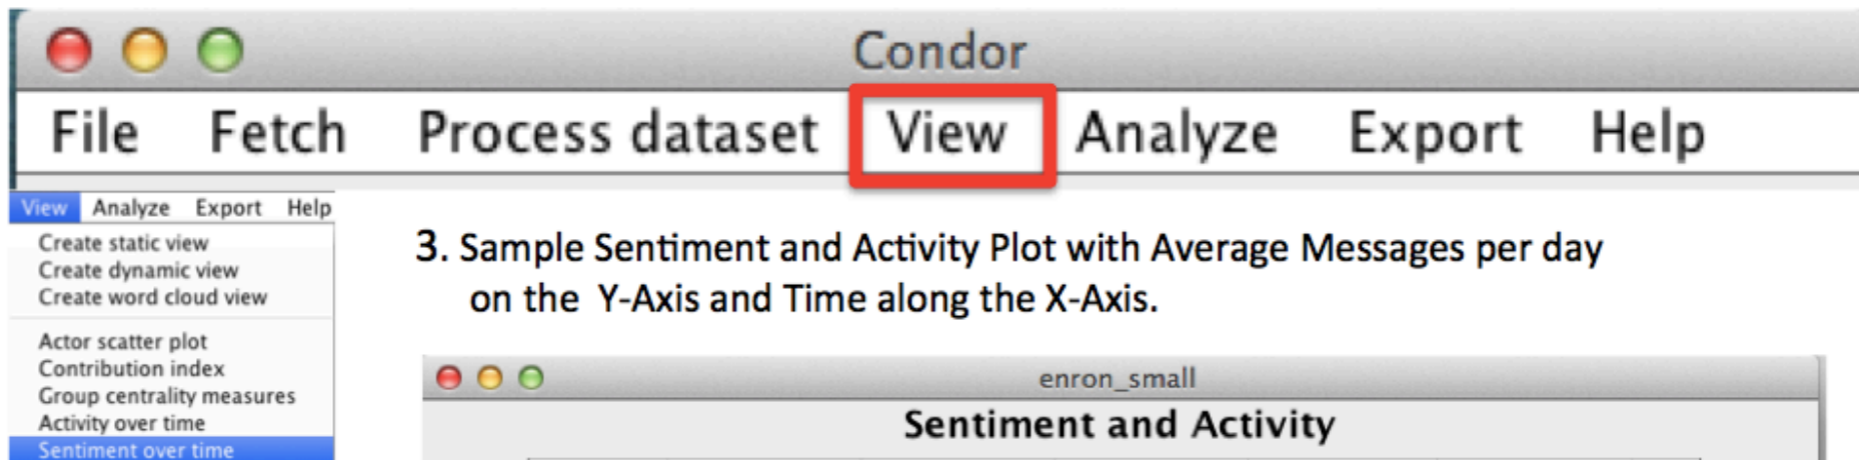 Condor
File Fetch Process dataset View Analyze Export Help
View Analyze Export Help
Create static view
Create dynamic view
Create word cloud view
Actor scatter plot
Contribution index
Group centrality measures
Activity over time
Sentiment over time
3. Sample Sentiment and Activity Plot with Average Messages per day
on the Y-Axis and Time along the X-Axis.
enron_small
Sentiment and Activity